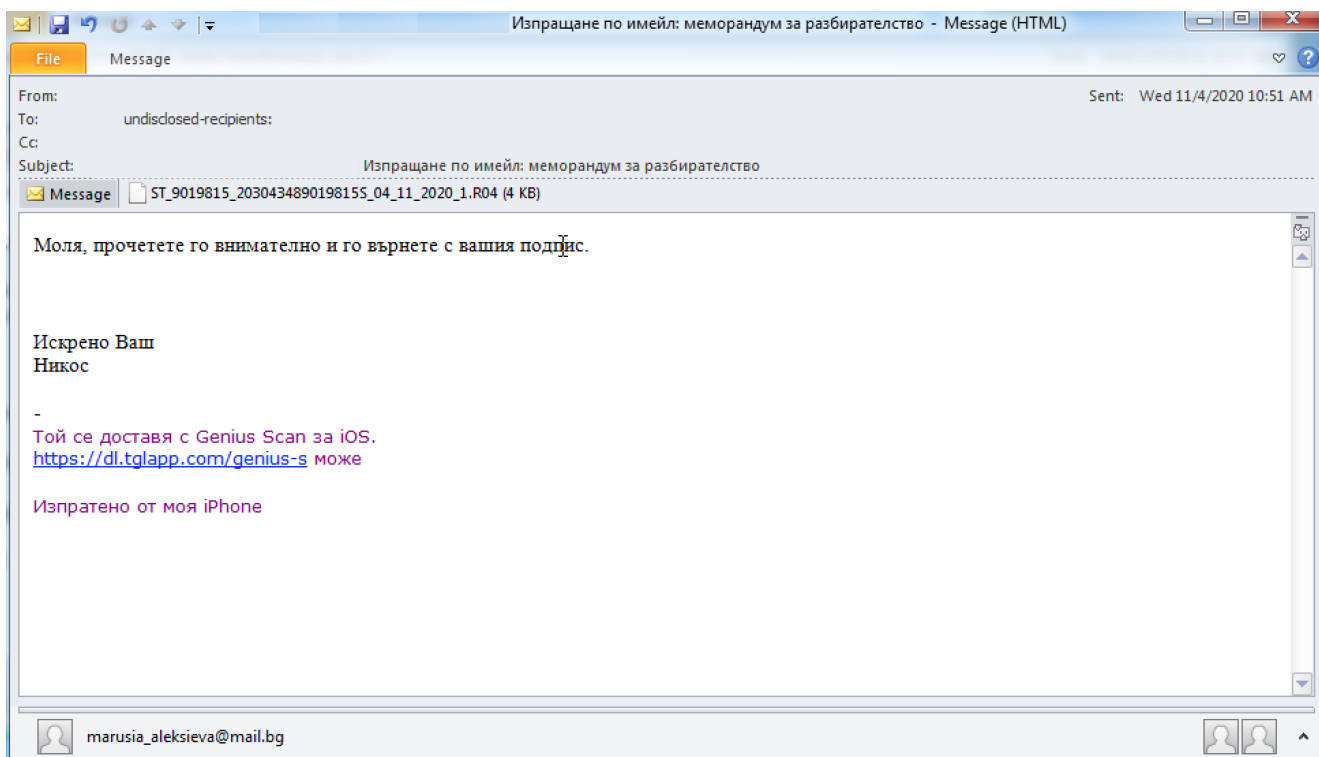 Изпращане по имейл: меморандум за разбирателство - Message (HTML)
File Message
From: Sent: Wed 11/4/2020 10:51 AM
To: undisclosed-recipients:
Cc:
Subject: Изпращане по имейл: меморандум за разбирателство
Message ST_9019815_203043489019815S_04_11_2020_1.R04 (4 KB)
Моля, прочетете го внимателно и го върнете с вашия подпис.
Искрено Ваш
Никос
-
Той се доставя с Genius Scan за iOS.
https://dl.tglapp.com/genius-s може
Изпратено от моя iPhone
marusia_aleksieva@mail.bg